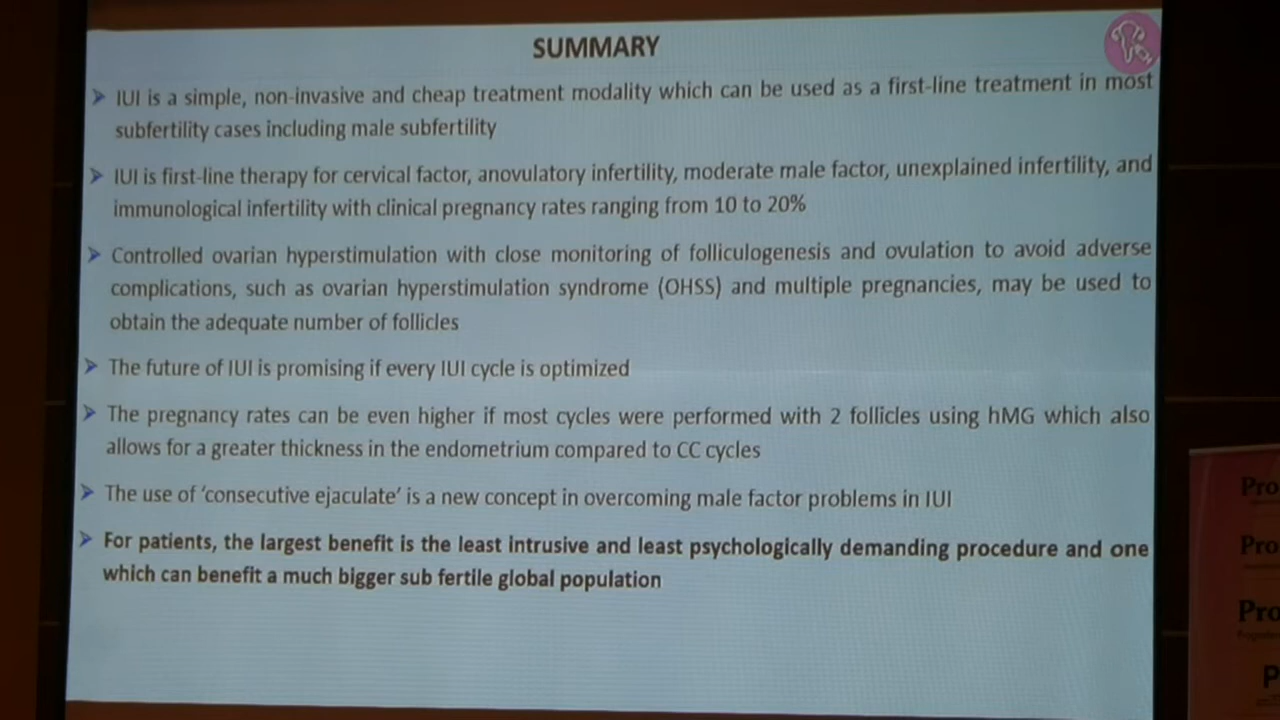 SUMMARY
➢ IUI is a simple, non-invasive and cheap treatment modality which can be used as a first-line treatment in most
subfertility cases including male subfertility
➢ IUI is first-line therapy for cervical factor, anovulatory infertility, moderate male factor, unexplained infertility, and
immunological infertility with clinical pregnancy rates ranging from 10 to 20%
➢ Controlled ovarian hyperstimulation with close monitoring of folliculogenesis and ovulation to avoid adverse
complications, such as ovarian hyperstimulation syndrome (OHSS) and multiple pregnancies, may be used to
obtain the adequate number of follicles
➢ The future of IUI is promising if every IUI cycle is optimized
➢ The pregnancy rates can be even higher if most cycles were performed with 2 follicles using hMG which also
allows for a greater thickness in the endometrium compared to CC cycles
➢ The use of ‘consecutive ejaculate’ is a new concept in overcoming male factor problems in IUI
➢ For patients, the largest benefit is the least intrusive and least psychologically demanding procedure and one
which can benefit a much bigger sub fertile global population
Pro
Pro
Pro
P